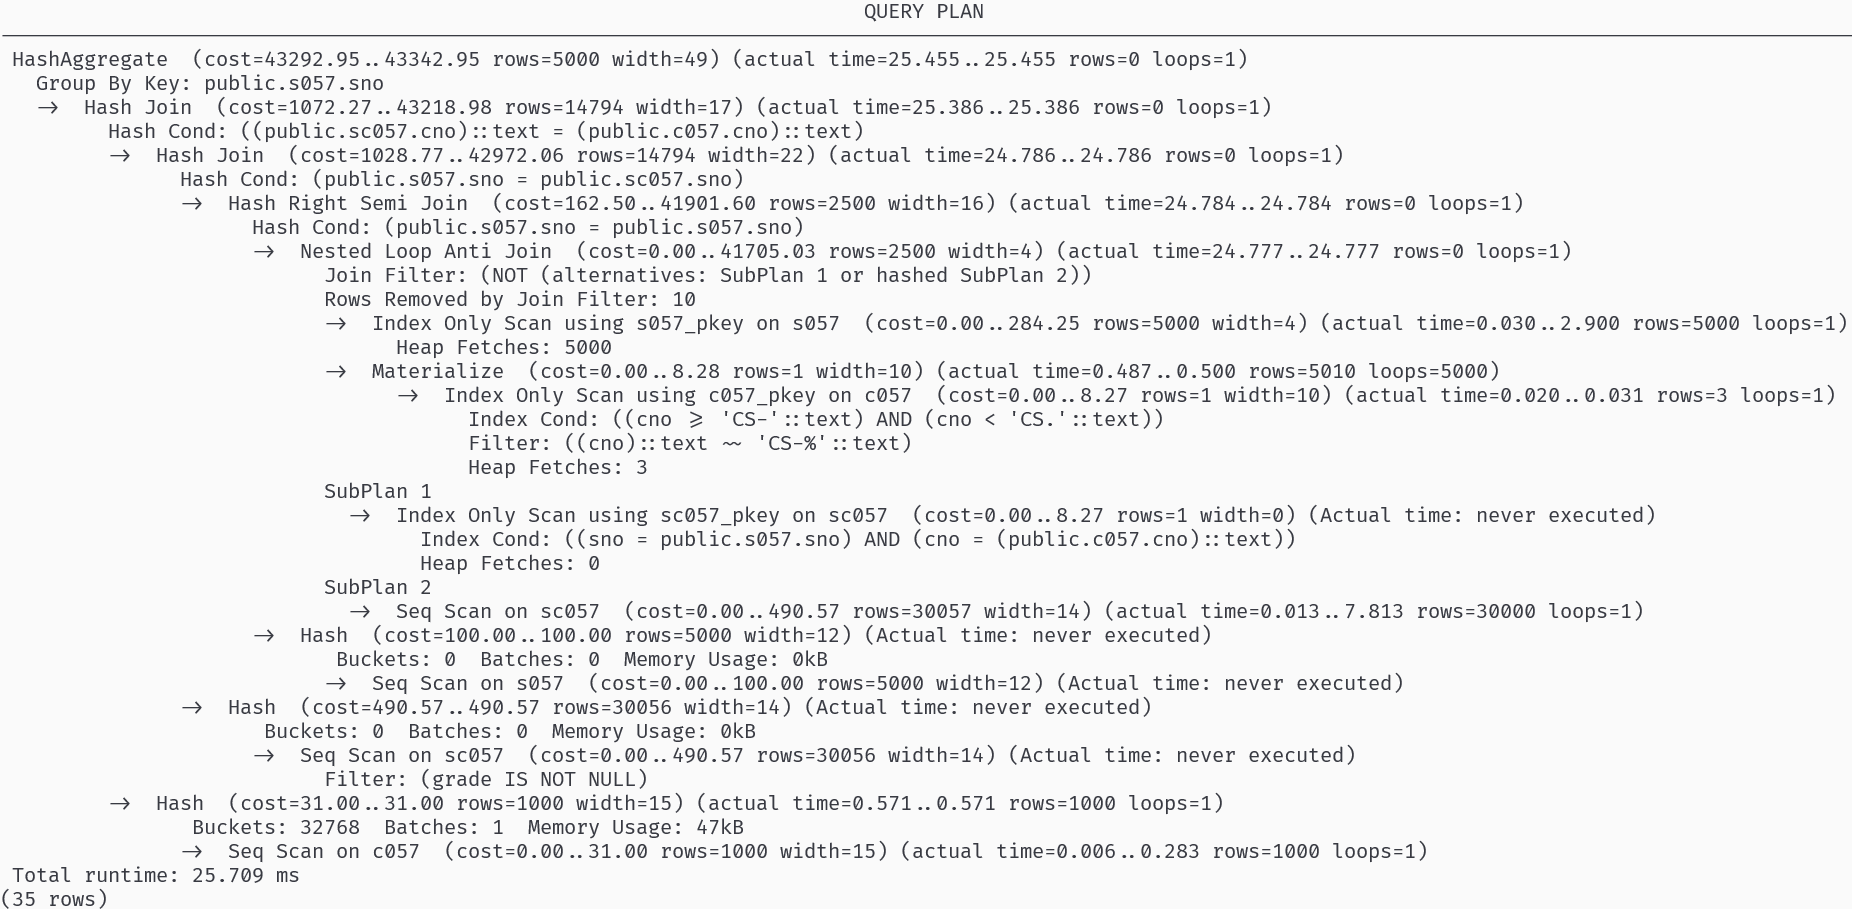 QUERY PLAN
HashAggregate  (cost=43292.95..43342.95 rows=5000 width=49) (actual time=25.455..25.455 rows=0 loops=1)
  Group By Key: public.s057.sno
  ->  Hash Join  (cost=1072.27..43218.98 rows=14794 width=17) (actual time=25.386..25.386 rows=0 loops=1)
        Hash Cond: ((public.sc057.cno)::text = (public.c057.cno)::text)
        ->  Hash Join  (cost=1028.77..42972.06 rows=14794 width=22) (actual time=24.786..24.786 rows=0 loops=1)
              Hash Cond: (public.s057.sno = public.sc057.sno)
              ->  Hash Right Semi Join  (cost=162.50..41901.60 rows=2500 width=16) (actual time=24.784..24.784 rows=0 loops=1)
                    Hash Cond: (public.s057.sno = public.s057.sno)
                    ->  Nested Loop Anti Join  (cost=0.00..41705.03 rows=2500 width=4) (actual time=24.777..24.777 rows=0 loops=1)
                          Join Filter: (NOT (alternatives: SubPlan 1 or hashed SubPlan 2))
                          Rows Removed by Join Filter: 10
                          ->  Index Only Scan using s057_pkey on s057  (cost=0.00..284.25 rows=5000 width=4) (actual time=0.030..2.900 rows=5000 loops=1)
                                Heap Fetches: 5000
                          ->  Materialize  (cost=0.00..8.28 rows=1 width=10) (actual time=0.487..0.500 rows=5010 loops=5000)
                                ->  Index Only Scan using c057_pkey on c057  (cost=0.00..8.27 rows=1 width=10) (actual time=0.020..0.031 rows=3 loops=1)
                                      Index Cond: ((cno >= 'CS-'::text) AND (cno < 'CS.'::text))
                                      Filter: ((cno)::text ~~ 'CS-%'::text)
                                      Heap Fetches: 3
                          SubPlan 1
                            ->  Index Only Scan using sc057_pkey on sc057  (cost=0.00..8.27 rows=1 width=0) (Actual time: never executed)
                                  Index Cond: ((sno = public.s057.sno) AND (cno = (public.c057.cno)::text))
                                  Heap Fetches: 0
                          SubPlan 2
                            ->  Seq Scan on sc057  (cost=0.00..490.57 rows=30057 width=14) (actual time=0.013..7.813 rows=30000 loops=1)
                    ->  Hash  (cost=100.00..100.00 rows=5000 width=12) (Actual time: never executed)
                           Buckets: 0  Batches: 0  Memory Usage: 0kB
                          ->  Seq Scan on s057  (cost=0.00..100.00 rows=5000 width=12) (Actual time: never executed)
              ->  Hash  (cost=490.57..490.57 rows=30056 width=14) (Actual time: never executed)
                     Buckets: 0  Batches: 0  Memory Usage: 0kB
                    ->  Seq Scan on sc057  (cost=0.00..490.57 rows=30056 width=14) (Actual time: never executed)
                          Filter: (grade IS NOT NULL)
        ->  Hash  (cost=31.00..31.00 rows=1000 width=15) (actual time=0.571..0.571 rows=1000 loops=1)
               Buckets: 32768  Batches: 1  Memory Usage: 47kB
              ->  Seq Scan on c057  (cost=0.00..31.00 rows=1000 width=15) (actual time=0.006..0.283 rows=1000 loops=1)
Total runtime: 25.709 ms
(35 rows)